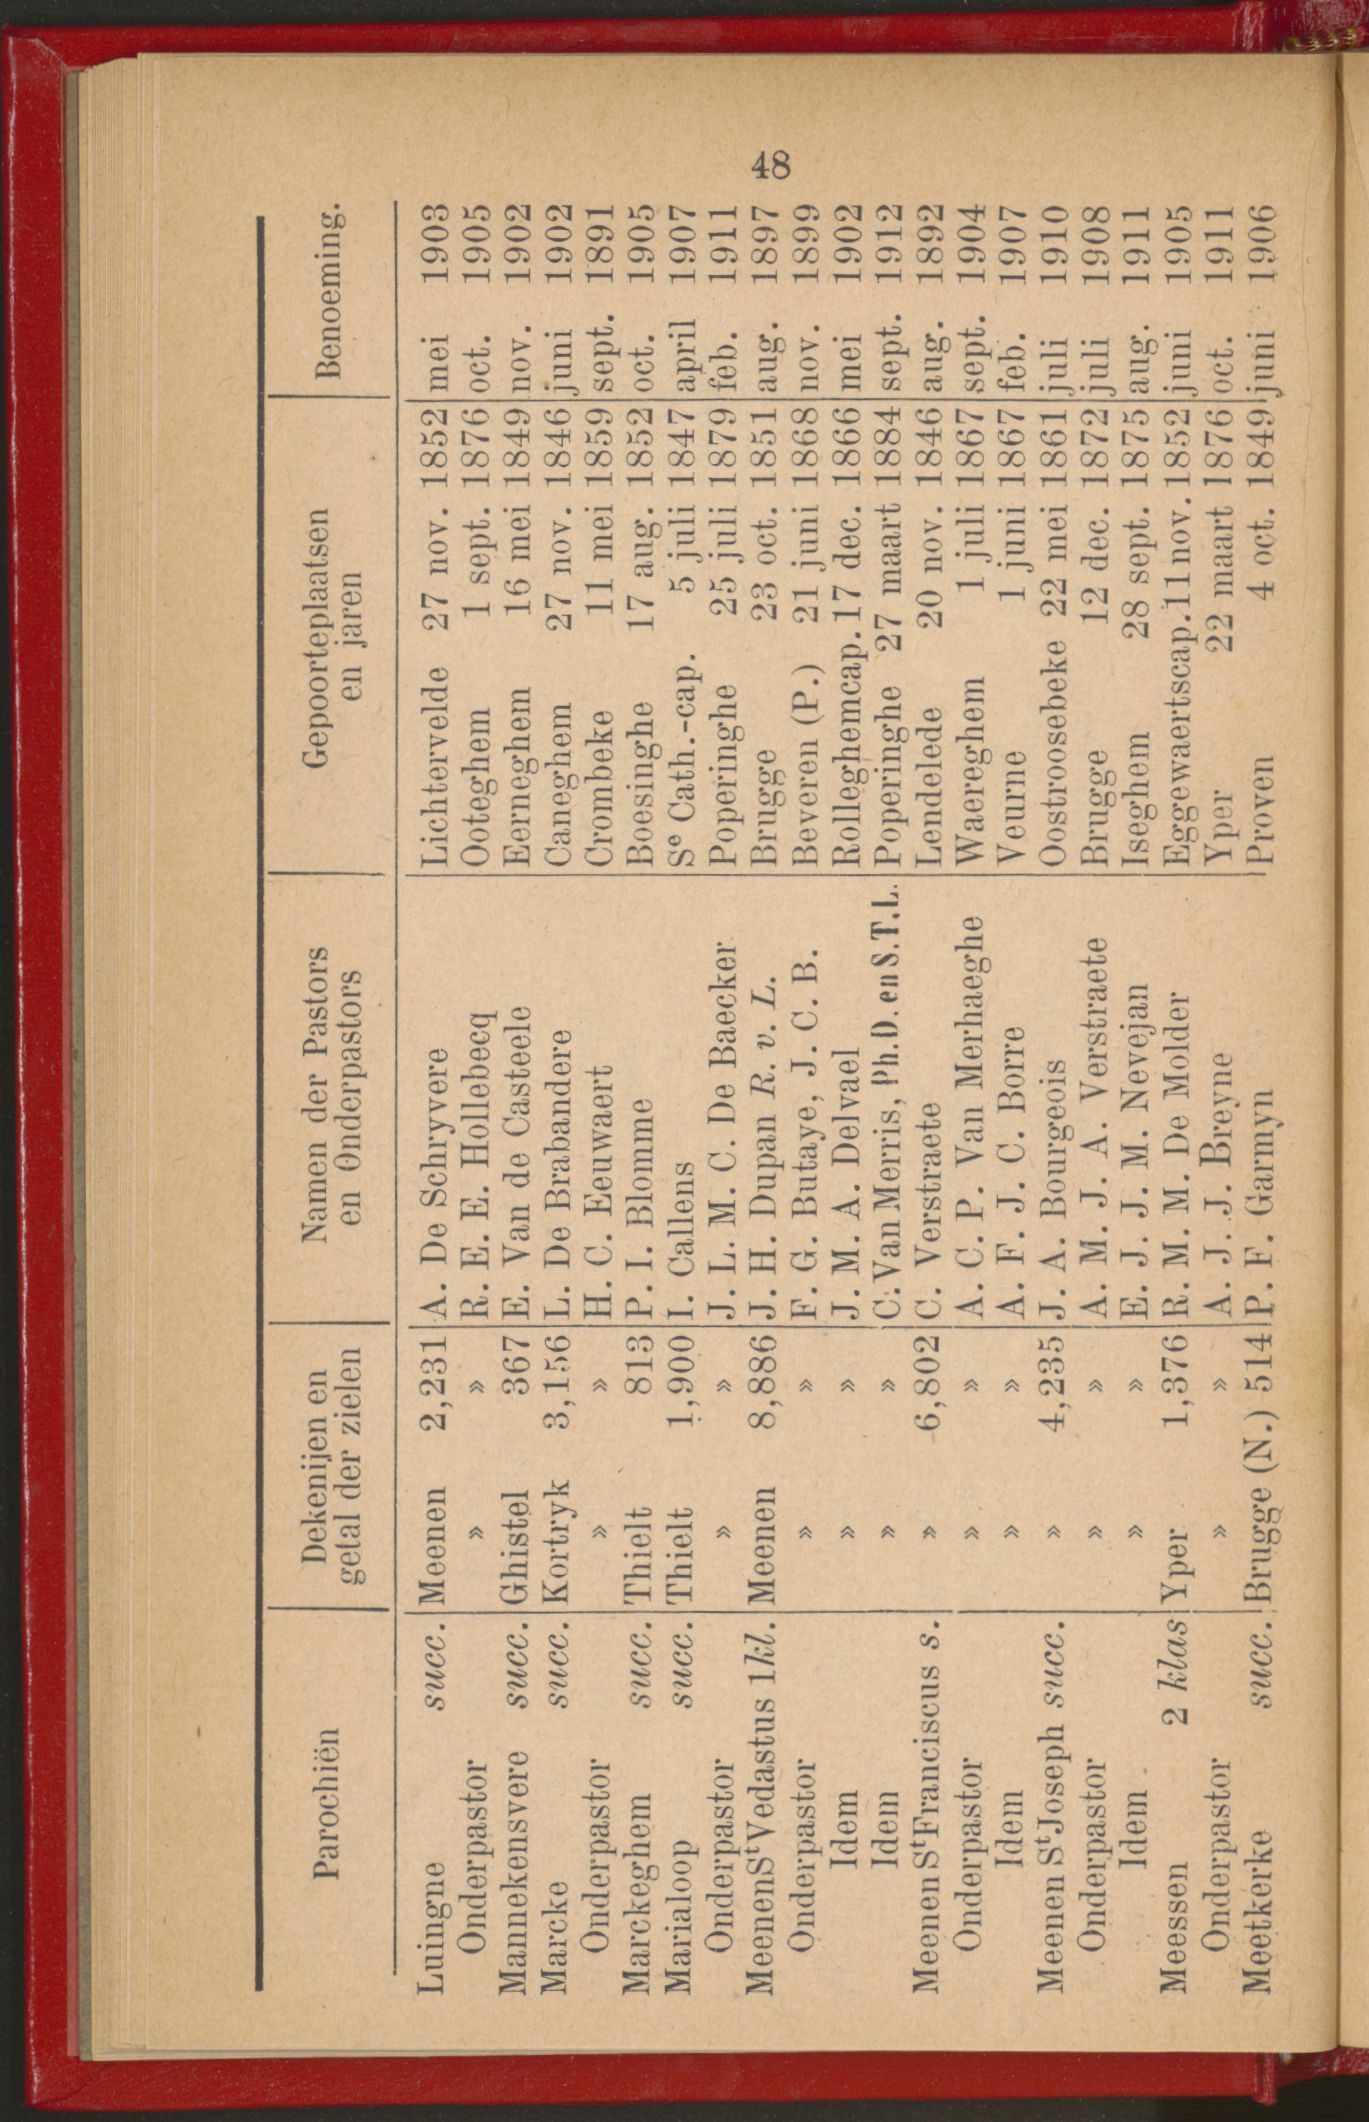 48
Parochiën Dekenijen en getal der zielen Namen der Pastors en Onderpastors Gepoorteplaatsen en jaren Benoeming.
Luingne succ. Meenen 2,231 A. De Schryvere Lichtervelde 27 nov. 1852 mei 1903
Onderpastor » » R. E. E. Hollebecq Ooteghem 1 sept. 1876 oct. 1905
Mannekensvere succ. Ghistel 367 E. Van de Casteele Eerneghem 16 mei 1849 nov. 1902
Marcke succ. Kortryk 3,156 L. De Brabandere Caneghem 27 nov. 1846 juni 1902
Onderpastor » » H. C. Eeuwaert Crombeke 11 mei 1859 sept. 1891
Marckeghem succ. Thielt 813 P. I. Blomme Boesinghe 17 aug. 1852 oct. 1905
Marialoop succ. Thielt 1,900 I. Callens Se Cath.-cap. 5 juli 1847 april 1907
Onderpastor » » J. L. M. C. De Baecker Poperinghe 25 juli 1879 feb. 1911
Meenen St Vedastus 1 kl. Meenen 8,886 J. H. Dupan R. v. L. Brugge 23 oct. 1851 aug. 1897
Onderpastor » » F. G. Butaye, J. C. B. Beveren (P.) 21 juni 1868 nov. 1899
Idem » » J. M. A. Delvael Rolleghemcap. 17 dec. 1866 mei 1902
Idem » » C. Van Merris, Ph.D. en S.T.L. Poperinghe 27 maart 1884 sept. 1912
Meenen St Franciscus s. » 6,802 C. Verstraete Lendelede 20 nov. 1846 aug. 1892
Onderpastor » » A. C. P. Van Merhaeghe Waereghem 1 juli 1867 sept. 1904
Idem » » A. F. J. C. Borre Veurne 1 juni 1867 feb. 1907
Meenen St Joseph succ. » 4,235 J. A. Bourgeois Oostroosebeke 22 mei 1861 juli 1910
Onderpastor » » A. M. J. A. Verstraete Brugge 12 dec. 1872 juli 1908
Idem » » E. J. J. M. Nevejan Iseghem 28 sept. 1875 aug. 1911
Meessen 2 klas Yper 1,376 R. M. M. De Molder Eggewaertscap. 11 nov. 1852 juni 1905
Onderpastor » » A. J. J. Breyne Yper 22 maart 1876 oct. 1911
Meetkerke succ. Brugge (N.) 514 P. F. Garmyn Proven 4 oct. 1849 juni 1906